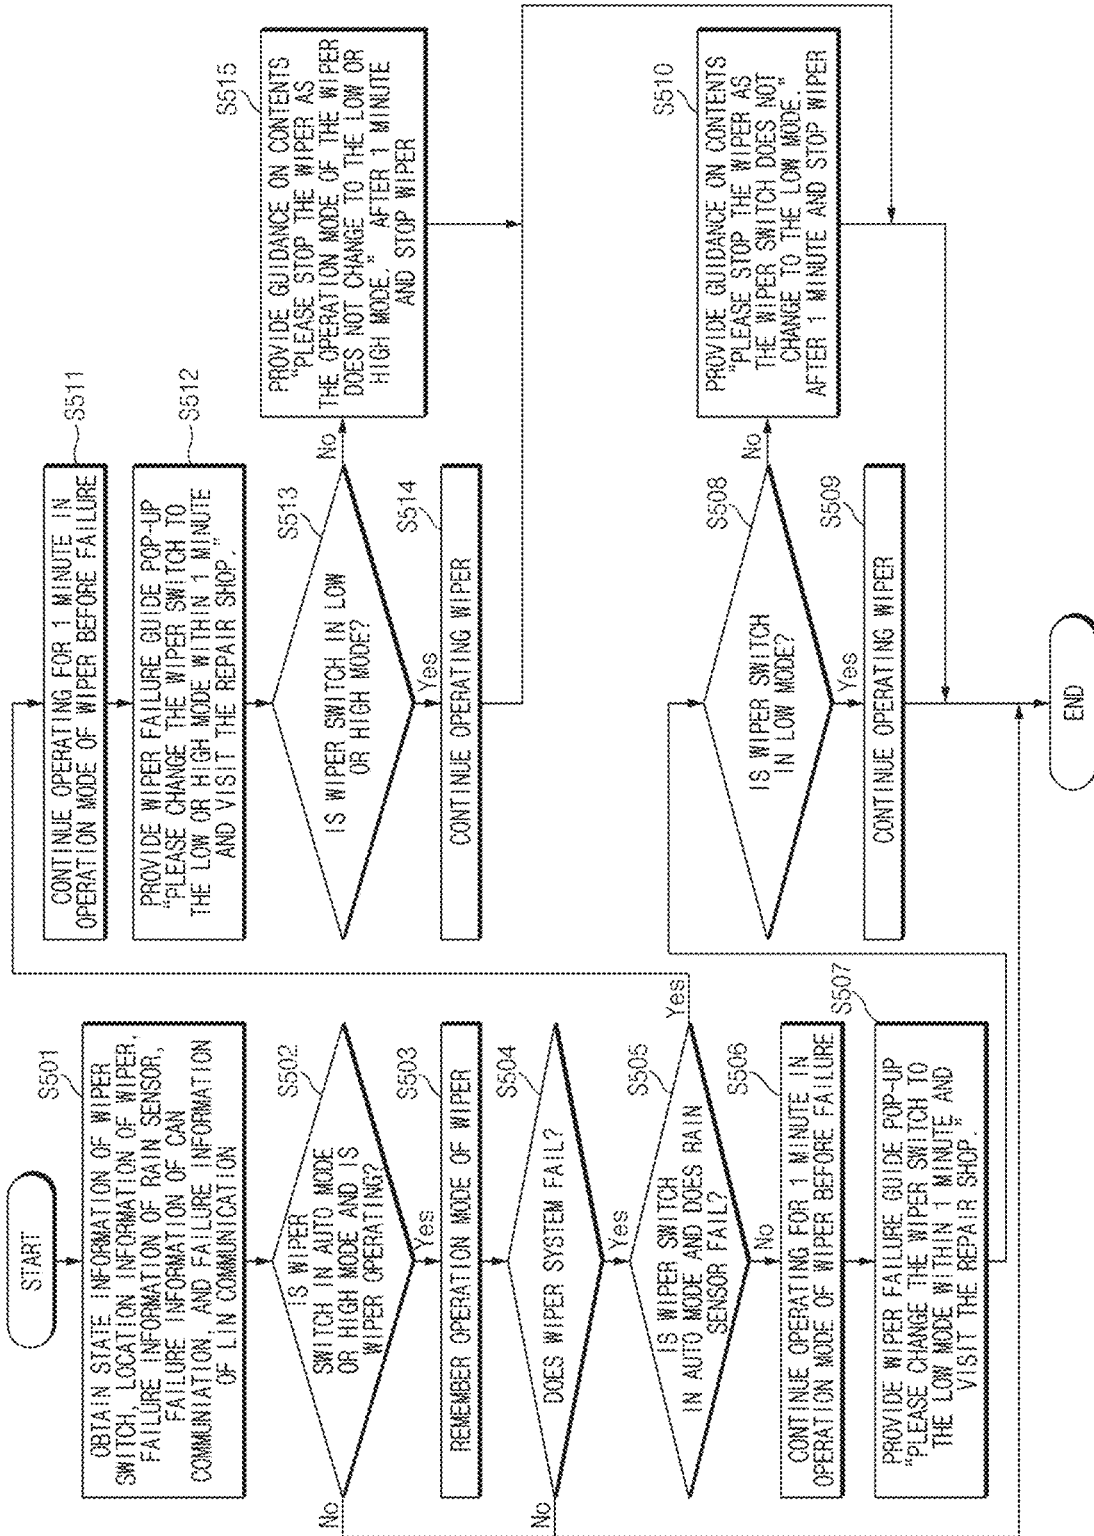 START
S501
OBTAIN STATE INFORMATION OF WIPER
SWITCH, LOCATION INFORMATION OF WIPER,
FAILURE INFORMATION OF RAIN SENSOR,
FAILURE INFORMATION OF CAN
COMMUNIATION, AND FAILURE INFORMATION
OF LIN COMMUNICATION
S502
IS WIPER
SWITCH IN AUTO MODE
OR HIGH MODE AND IS
WIPER OPERATING?
No
Yes
S503
REMEMBER OPERATION MODE OF WIPER
S504
DOES WIPER SYSTEM FAIL?
No
Yes
S505
IS WIPER SWITCH
IN AUTO MODE AND DOES RAIN
SENSOR FAIL?
Yes
No
S506
CONTINUE OPERATING FOR 1 MINUTE IN
OPERATION MODE OF WIPER BEFORE FAILURE
S507
PROVIDE WIPER FAILURE GUIDE POP-UP
"PLEASE CHANGE THE WIPER SWITCH TO
THE LOW MODE WITHIN 1 MINUTE AND
VISIT THE REPAIR SHOP."
S511
CONTINUE OPERATING FOR 1 MINUTE IN
OPERATION MODE OF WIPER BEFORE FAILURE
S512
PROVIDE WIPER FAILURE GUIDE POP-UP
"PLEASE CHANGE THE WIPER SWITCH TO
THE LOW OR HIGH MODE WITHIN 1 MINUTE
AND VISIT THE REPAIR SHOP."
S513
IS WIPER SWITCH IN LOW
OR HIGH MODE?
No
Yes
S514
CONTINUE OPERATING WIPER
S515
PROVIDE GUIDANCE ON CONTENTS
"PLEASE STOP THE WIPER AS
THE OPERATION MODE OF THE WIPER
DOES NOT CHANGE TO THE LOW OR
HIGH MODE." AFTER 1 MINUTE
AND STOP WIPER
S508
IS WIPER SWITCH
IN LOW MODE?
No
Yes
S509
CONTINUE OPERATING WIPER
S510
PROVIDE GUIDANCE ON CONTENTS
"PLEASE STOP THE WIPER AS
THE WIPER SWITCH DOES NOT
CHANGE TO THE LOW MODE."
AFTER 1 MINUTE AND STOP WIPER
END